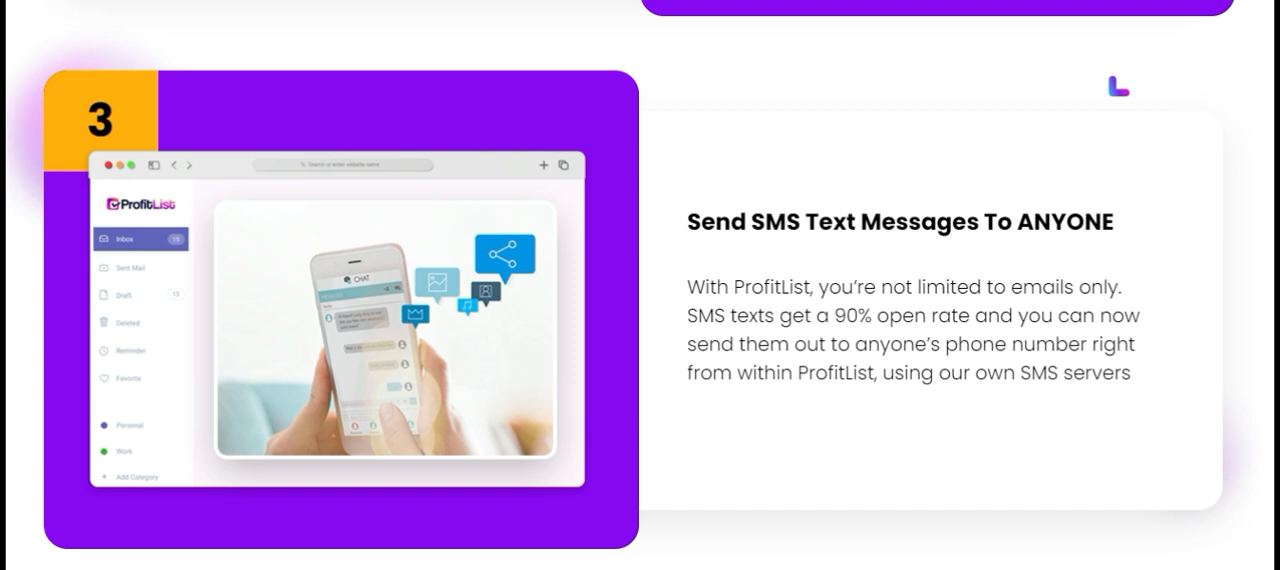 3
Search or enter website name
ProfitList
Inbox 15
Sent Mail
Draft 15
Deleted
Reminder
Favorite
Personal
Work
Add Category
CHAT
Send SMS Text Messages To ANYONE
With ProfitList, you’re not limited to emails only.
SMS texts get a 90% open rate and you can now
send them out to anyone’s phone number right
from within ProfitList, using our own SMS servers